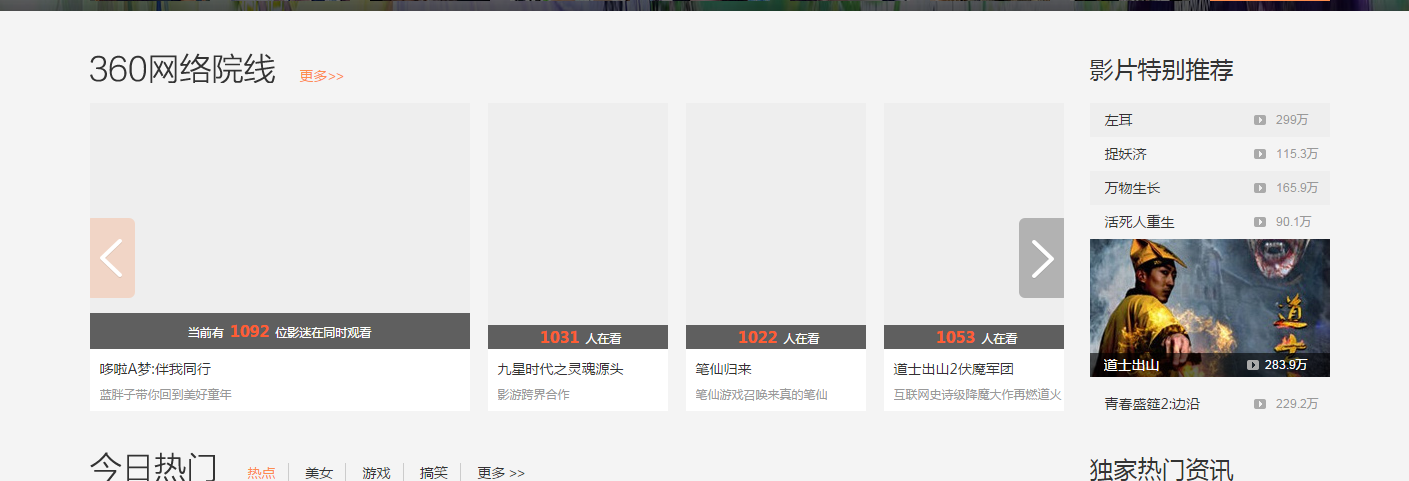 360网络院线 更多>>
当前有 1092 位影迷在同时观看
哆啦A梦:伴我同行
蓝胖子带你回到美好童年
1031 人在看
九星时代之灵魂源头
影游跨界合作
1022 人在看
笔仙归来
笔仙游戏召唤来真的笔仙
1053 人在看
道士出山2伏魔军团
互联网史诗级降魔大作再燃道火
影片特别推荐
左耳 299万
捉妖济 115.3万
万物生长 165.9万
活死人重生 90.1万
道士
道士出山 283.9万
青春盛筵2:边沿 229.2万
今日热门 热点 美女 游戏 搞笑 更多 >>
独家热门资讯